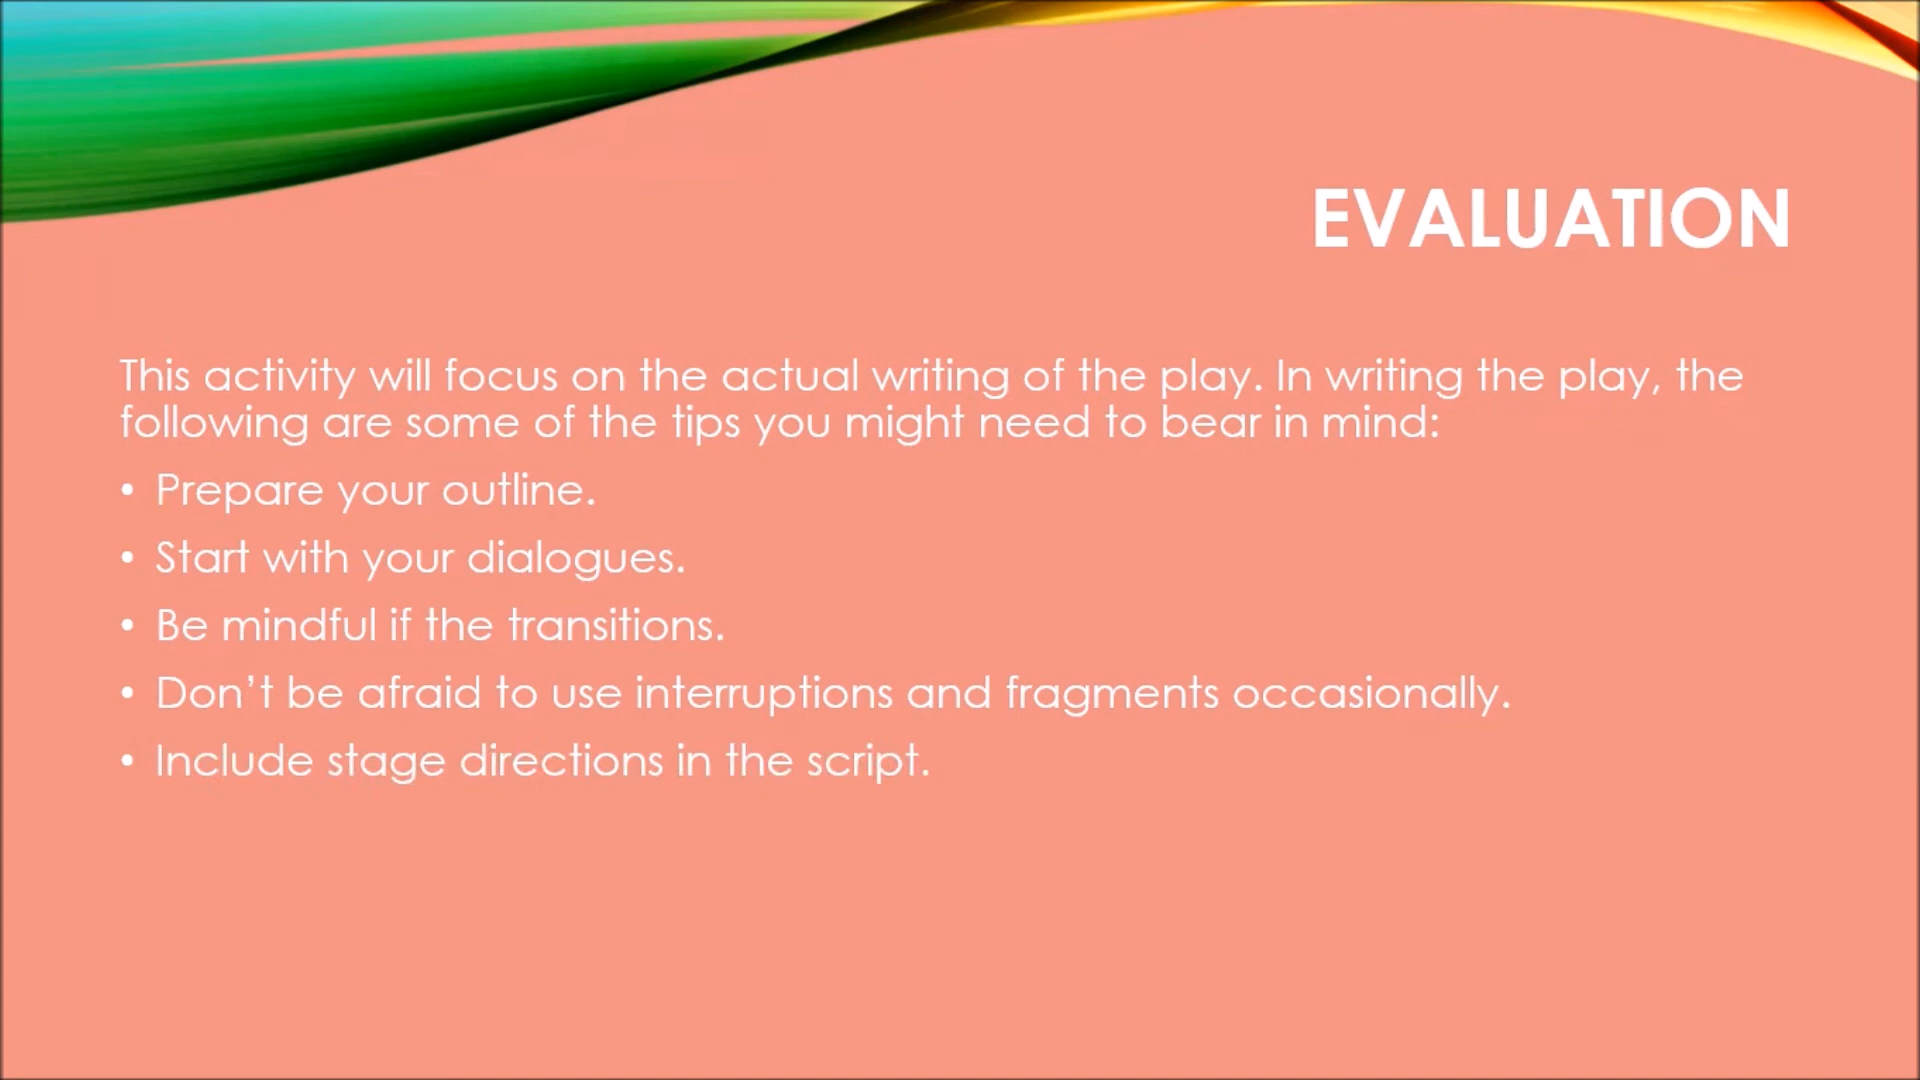 EVALUATION
This activity will focus on the actual writing of the play. In writing the play, the
following are some of the tips you might need to bear in mind:
• Prepare your outline.
• Start with your dialogues.
• Be mindful if the transitions.
• Don’t be afraid to use interruptions and fragments occasionally.
• Include stage directions in the script.